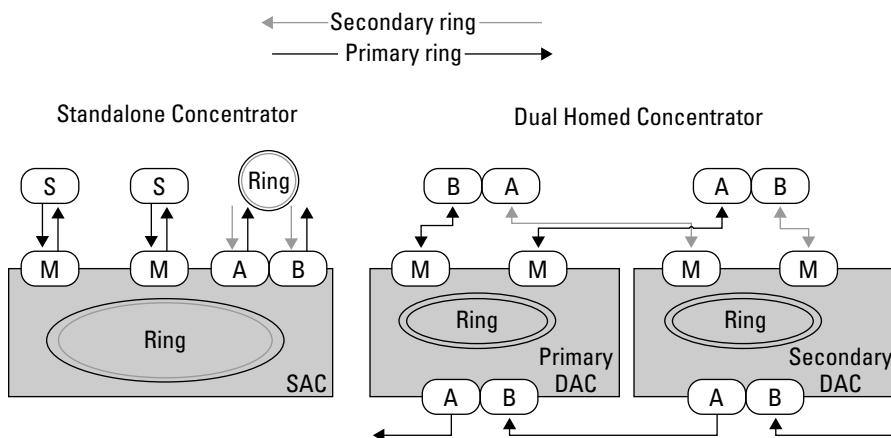 Secondary ring
Primary ring
Standalone Concentrator
Dual Homed Concentrator
S
S
Ring
B
A
A
B
M
M
A
B
M
M
M
M
Ring
SAC
Ring
Primary
DAC
Ring
Secondary
DAC
A
B
A
B